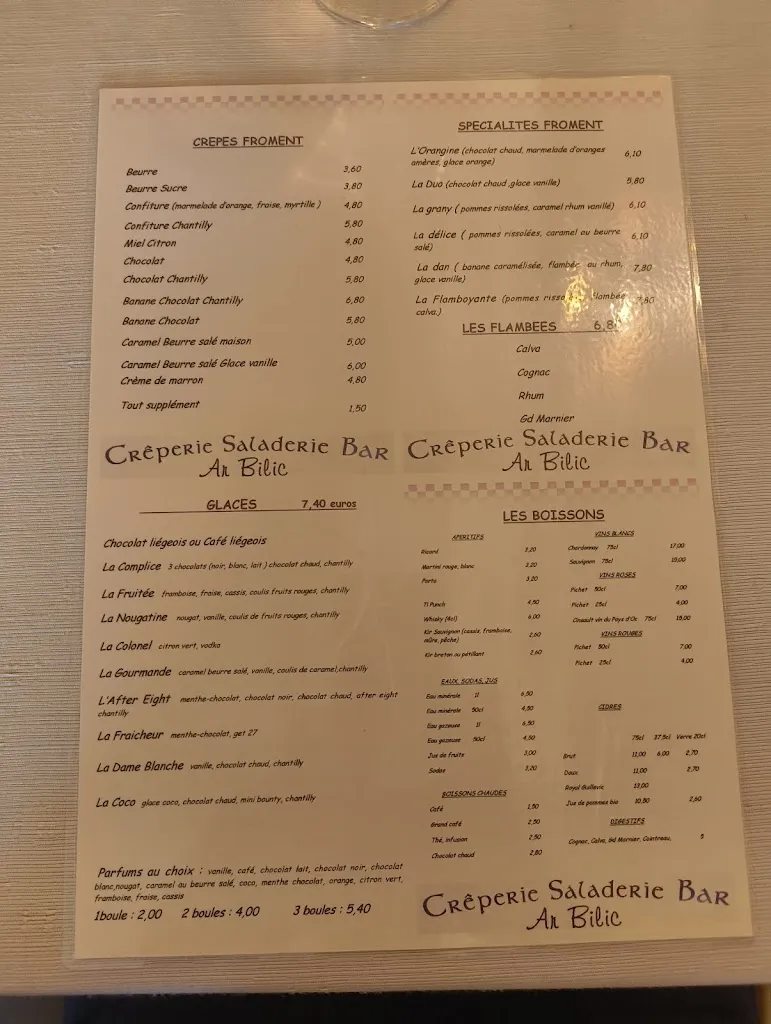 CREPES FROMENT
Beurre 3,60
Beurre Sucre 3,80
Confiture (marmelade d'orange, fraise, myrtille ) 4,80
Confiture Chantilly 5,80
Miel Citron 4,80
Chocolat 4,80
Chocolat Chantilly 5,80
Banane Chocolat Chantilly 6,80
Banane Chocolat 5,80
Caramel Beurre salé maison 5,00
Caramel Beurre salé Glace vanille 6,00
Crème de marron 4,80
Tout supplément 1,50
Crêperie Saladerie Bar
An Bilic
SPECIALITES FROMENT
L'Orangine (chocolat chaud, marmelade d'oranges
amères, glace orange) 6,10
La Duo (chocolat chaud ,glace vanille) 5,80
La grany ( pommes rissolées, caramel rhum vanillé) 6,10
La délice ( pommes rissolées, caramel au beurre
salé) 6,10
La dan ( banane caramélisée, flambée au rhum,
glace vanille) 7,80
La Flamboyante (pommes flambée
calva.) 7,80
LES FLAMBEES 6,80
Calva
Cognac
Rhum
Gd Marnier
Crêperie Saladerie Bar
An Bilic
GLACES 7,40 euros
Chocolat liégeois ou Café liégeois
La Complice 3 chocolats (noir, blanc, lait ) chocolat chaud, chantilly
La Fruitée framboise, fraise, cassis, coulis fruits rouges, chantilly
La Nougatine nougat, vanille, coulis de fruits rouges, chantilly
La Colonel citron vert, vodka
La Gourmande caramel beurre salé, vanille, coulis de caramel,chantilly
L'After Eight menthe-chocolat, chocolat noir, chocolat chaud, after eight
chantilly
La Fraicheur menthe-chocolat, get 27
La Dame Blanche vanille, chocolat chaud, chantilly
La Coco glace coco, chocolat chaud, mini bounty, chantilly
Parfums au choix : vanille, café, chocolat lait, chocolat noir, chocolat
blanc,nougat, caramel au beurre salé, coco, menthe chocolat, orange, citron vert,
framboise, fraise, cassis
1boule : 2,00 2 boules : 4,00 3 boules : 5,40
LES BOISSONS
APERITIFS
Ricard 3,20
Martini rouge, blanc 3,20
Porto 3,20
Ti Punch 4,50
Whisky (4cl) 6,00
Kir Sauvignon (cassis, framboise,
mûre, pêche) 2,60
Kir breton ou pétillant 2,60
EAUX, SODAS, JUS
Eau minérale 1l 6,50
Eau minérale 50cl 4,50
Eau gazeuse 1l 6,50
Eau gazeuse 50cl 4,50
Jus de fruits 3,00
Sodas 3,20
BOISSONS CHAUDES
Café 1,50
Grand café 2,50
Thé, infusion 2,50
Chocolat chaud 2,80
VINS BLANCS
Chardonnay 75cl 17,00
Sauvignon 75cl
VINS ROSES
Pichet 50cl 7,00
Pichet 25cl 4,00
Cinsault vin du Pays d'Oc 75cl 15,00
VINS ROUGES
Pichet 50cl 7,00
Pichet 25cl 4,00
CIDRES
75cl 37,5cl Verre 20cl
Brut 11,00 6,00 2,70
Doux 11,00 2,70
Royal Guillevic 13,00
Jus de pommes bio 10,50 2,60
DIGESTIFS
Cognac, Calva, Gd Marnier, Cointreau, 5
Crêperie Saladerie Bar
An Bilic